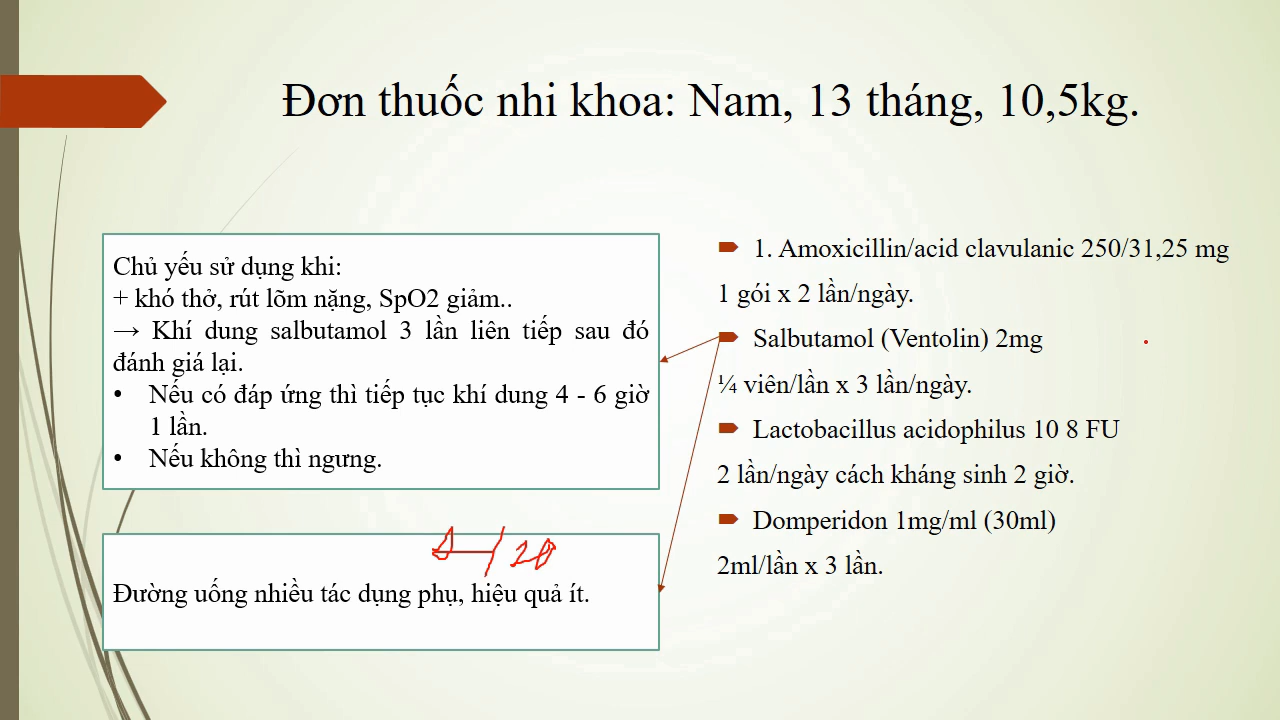 Đơn thuốc nhi khoa: Nam, 13 tháng, 10,5kg.
Chủ yếu sử dụng khi:
+ khó thở, rút lõm nặng, SpO2 giảm..
→ Khí dung salbutamol 3 lần liên tiếp sau đó
đánh giá lại.
• Nếu có đáp ứng thì tiếp tục khí dung 4 - 6 giờ
1 lần.
• Nếu không thì ngưng.
Đường uống nhiều tác dụng phụ, hiệu quả ít.
1. Amoxicillin/acid clavulanic 250/31,25 mg
1 gói x 2 lần/ngày.
Salbutamol (Ventolin) 2mg
¼ viên/lần x 3 lần/ngày.
Lactobacillus acidophilus 10 8 FU
2 lần/ngày cách kháng sinh 2 giờ.
Domperidon 1mg/ml (30ml)
2ml/lần x 3 lần.